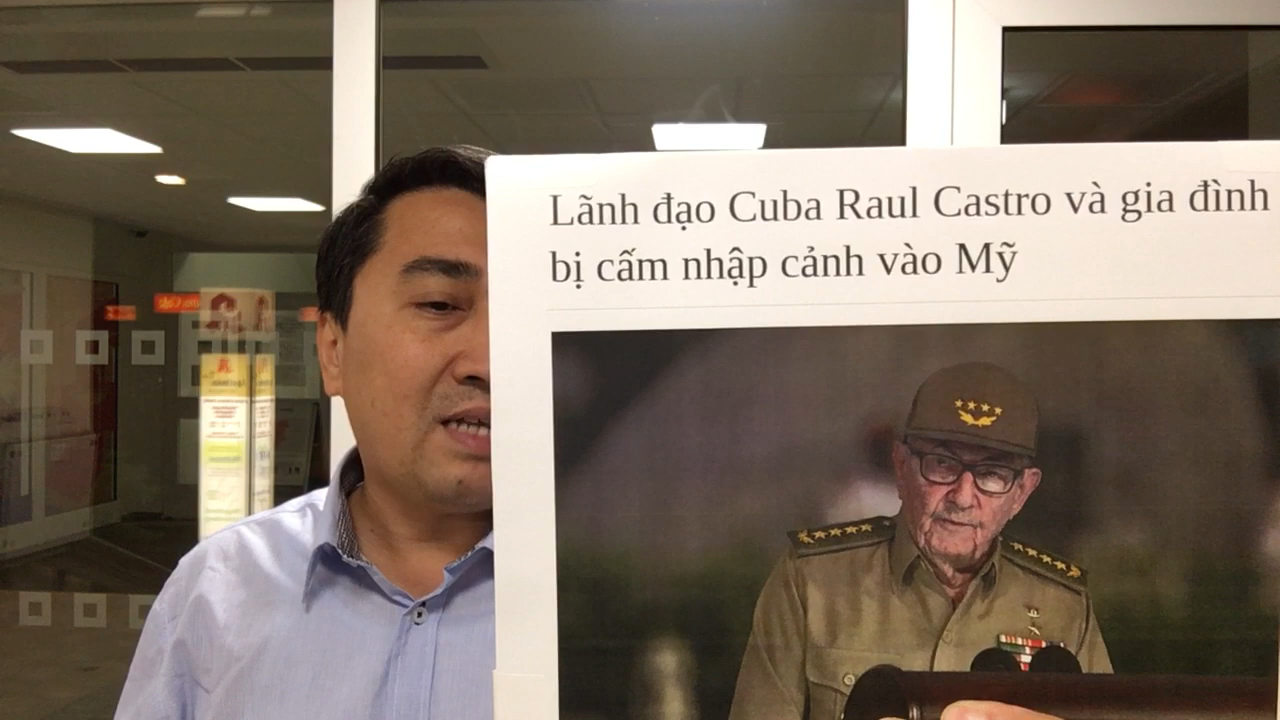 Lãnh đạo Cuba Raul Castro và gia đình
bị cấm nhập cảnh vào Mỹ